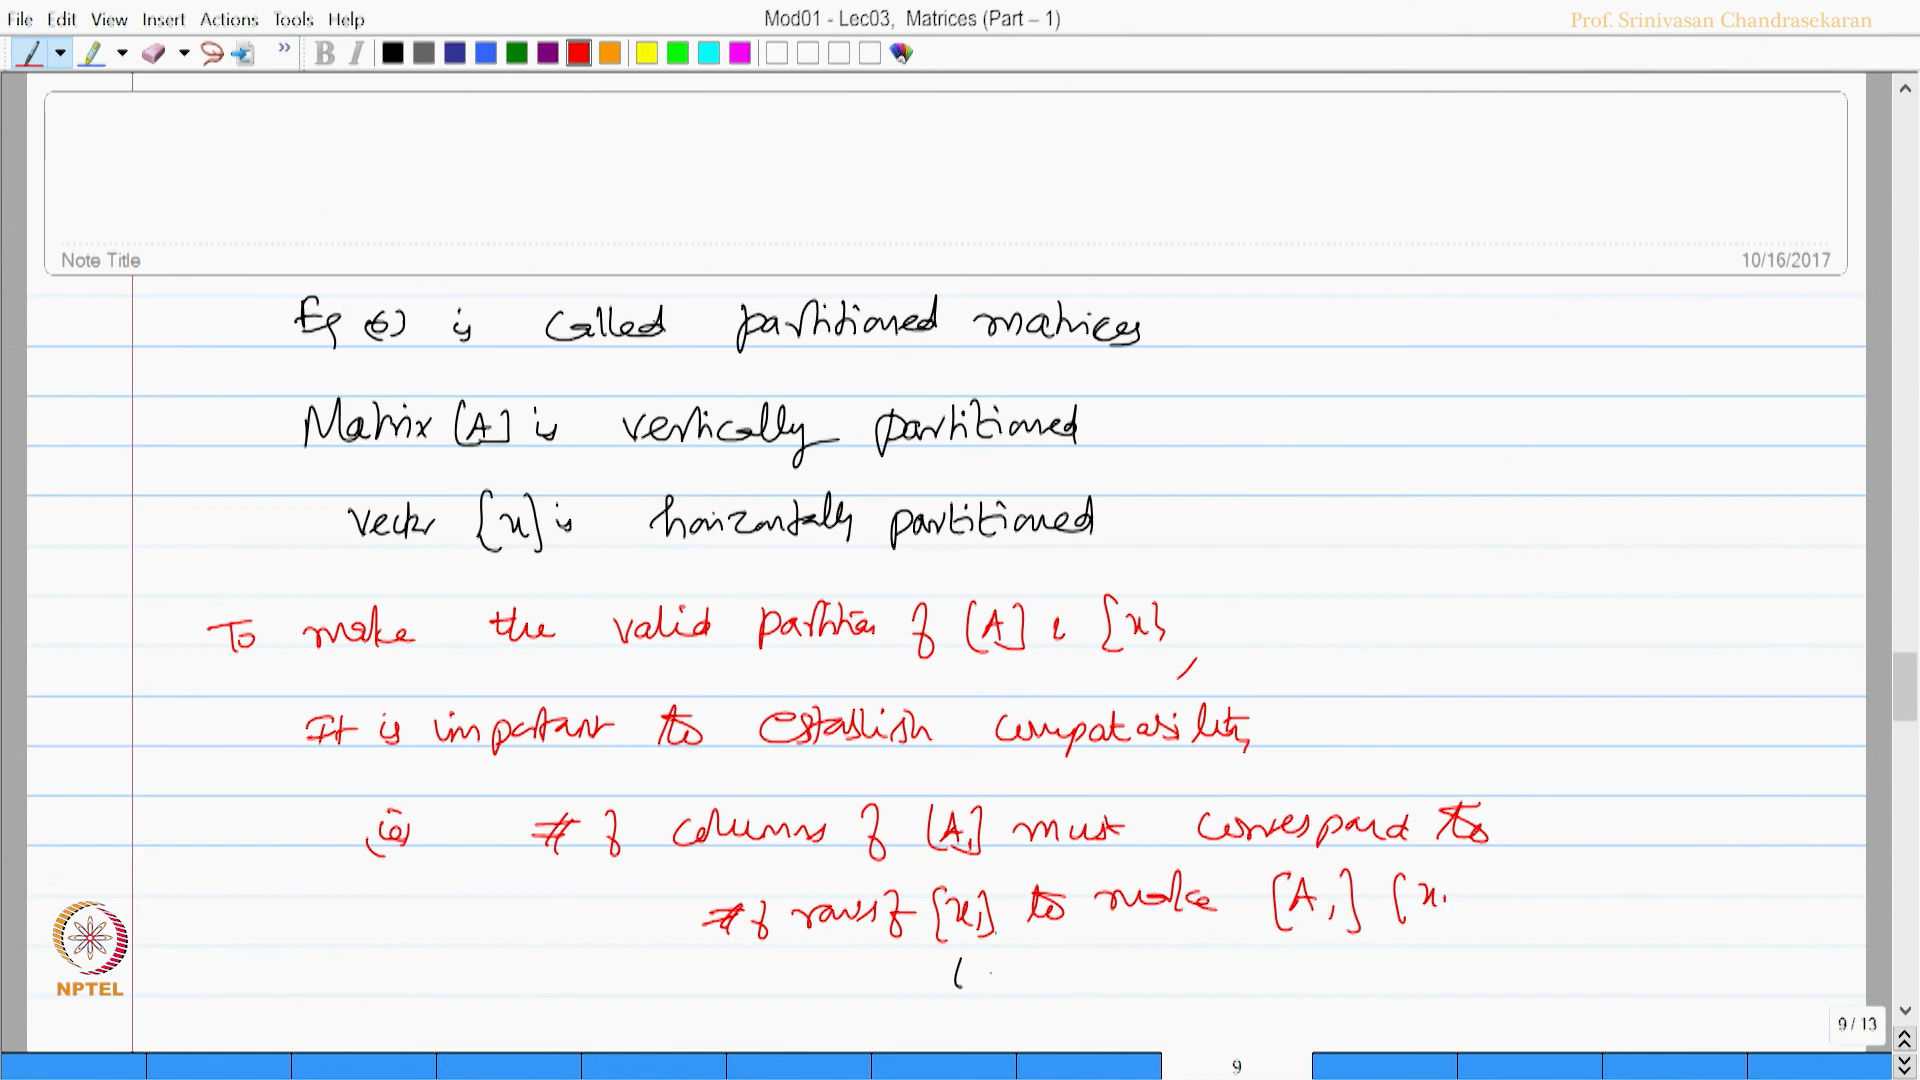 File Edit View Insert Actions Tools Help
Mod01 - Lec03, Matrices (Part – 1)
Prof. Srinivasan Chandrasekaran
B I
Note Title
10/16/2017
Eq (6) is called partitioned matrices
Matrix [A] is vertically partitioned
vector {x} is horizontally partitioned
To make the valid partition of [A] & {x},
It is important to establish compatability
(ie) # of columns of [A1] must correspond to
# of rows of {x1} to make [A1] {x1
NPTEL
9 / 13
9